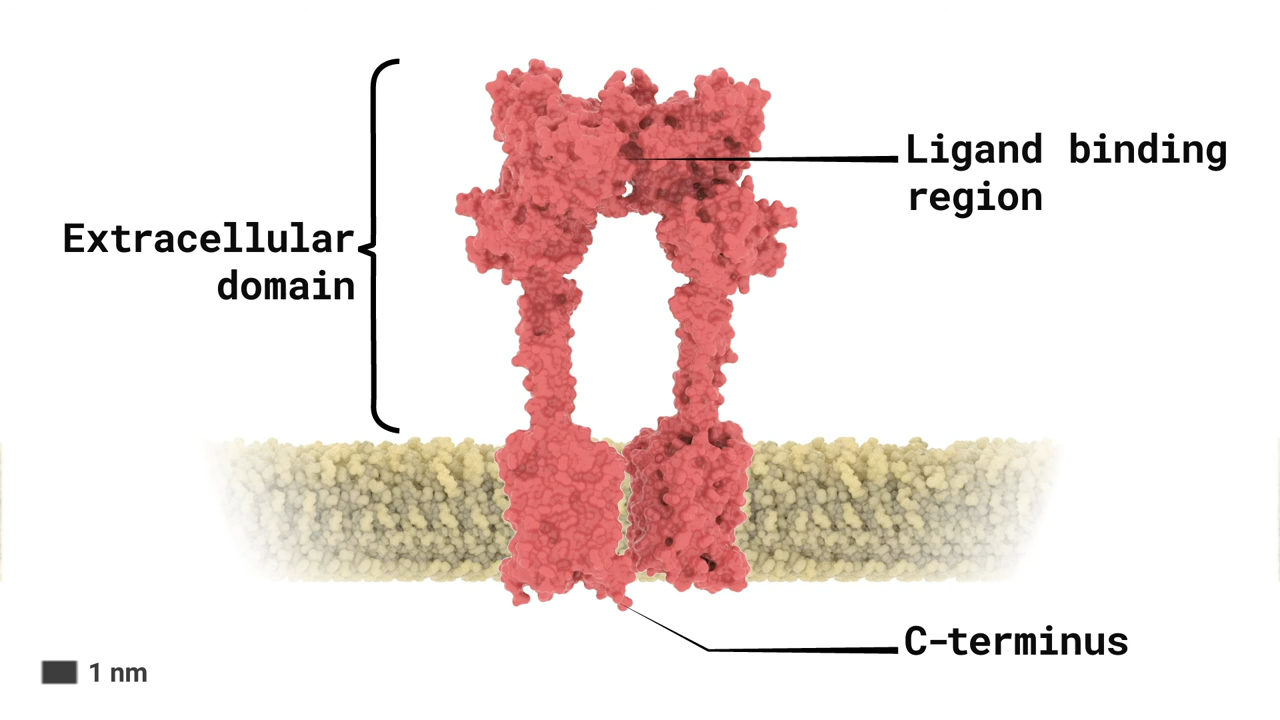 Ligand binding
region
Extracellular
domain
C-terminus
1 nm